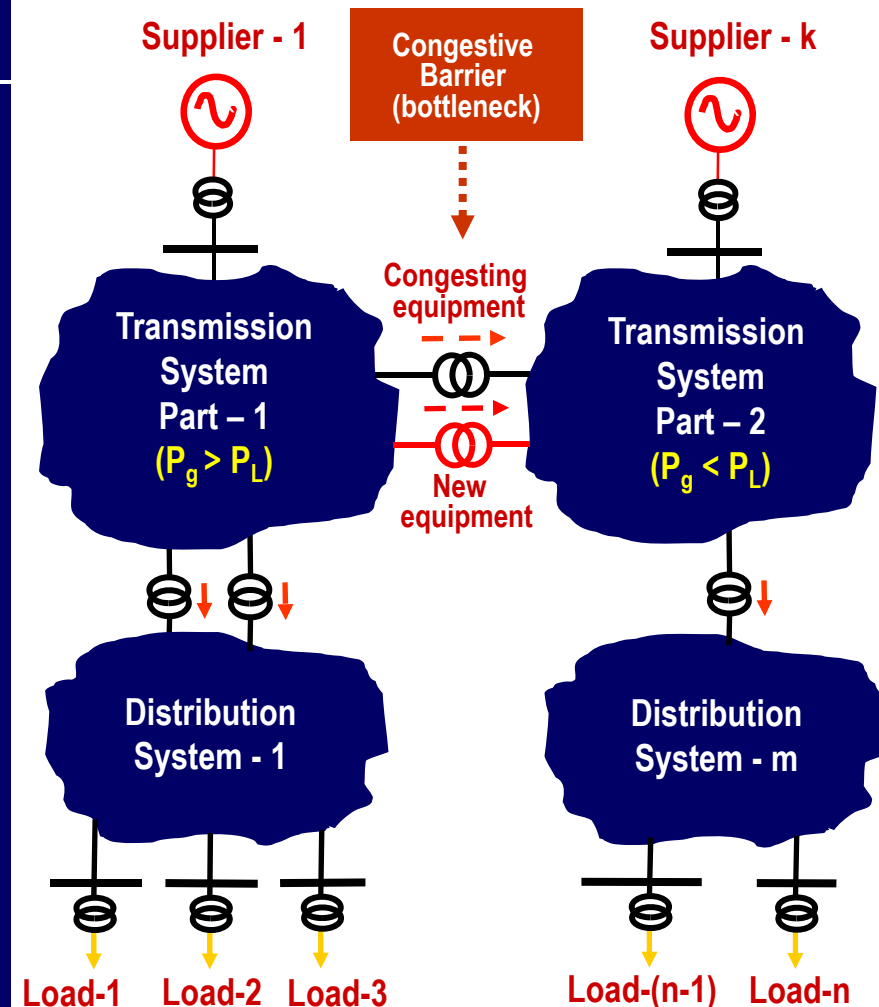 Supplier - 1
Congestive
Barrier
(bottleneck)
Supplier - k
Congesting
equipment
Transmission
System
Part – 1
(Pg > PL)
New
equipment
Transmission
System
Part – 2
(Pg < PL)
Distribution
System - 1
Distribution
System - m
Load-1
Load-2
Load-3
Load-(n-1)
Load-n